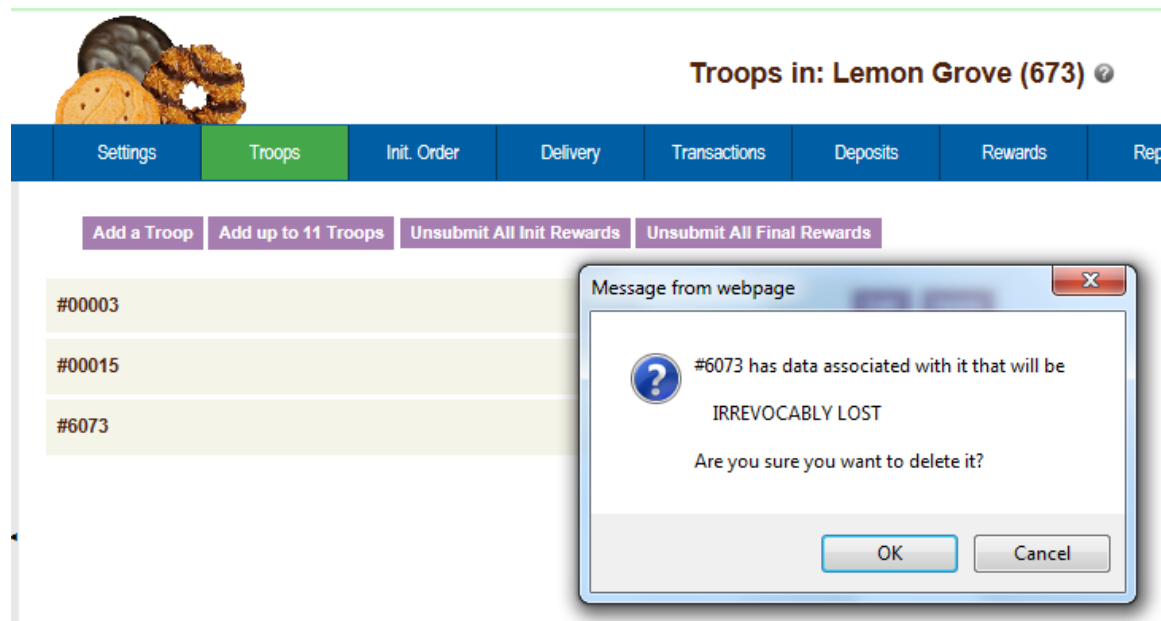 Troops in: Lemon Grove (673)
Settings Troops Init. Order Delivery Transactions Deposits Rewards Rep
Add a Troop Add up to 11 Troops Unsubmit All Init Rewards Unsubmit All Final Rewards
#00003
#00015
#6073
Message from webpage
#6073 has data associated with it that will be
IRREVOCABLY LOST
Are you sure you want to delete it?
OK Cancel